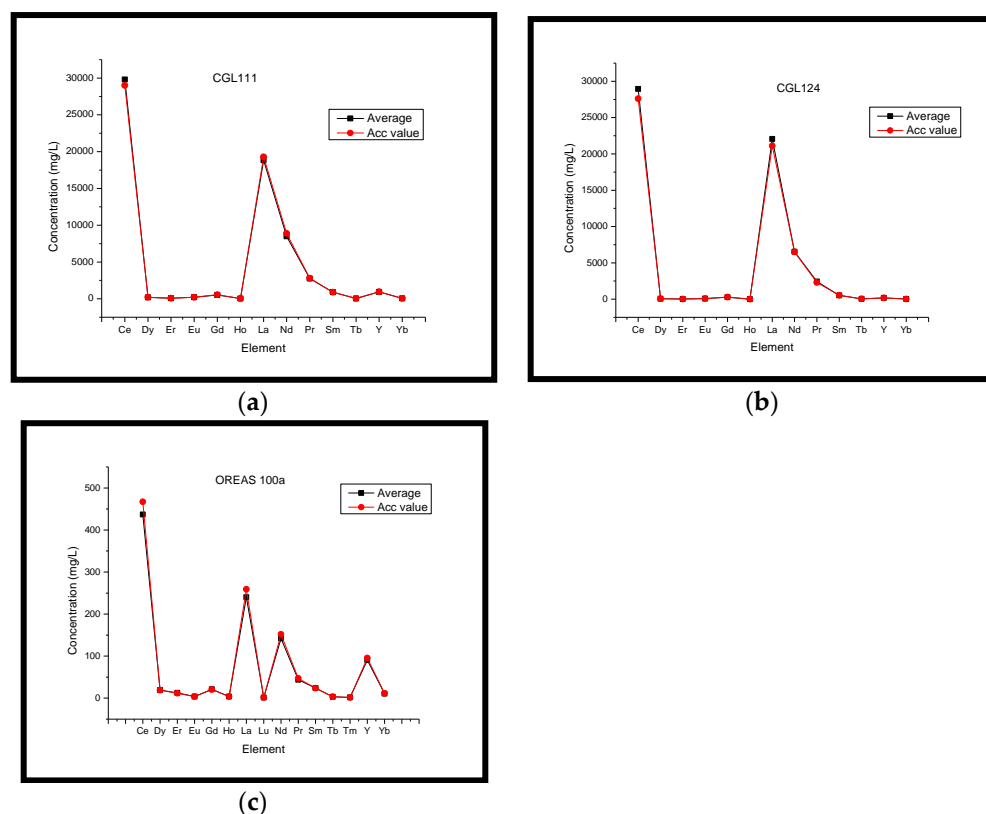 CGL111
Average
Acc value
30000
25000
20000
15000
10000
5000
0
Concentration (mg/L)
Ce Dy Er Eu Gd Ho La Nd Pr Sm Tb Y Yb
Element
(a)
CGL124
Average
Acc value
30000
25000
20000
15000
10000
5000
0
Concentration (mg/L)
Ce Dy Er Eu Gd Ho La Nd Pr Sm Tb Y Yb
Element
(b)
OREAS 100a
Average
Acc value
500
400
300
200
100
0
Concentration (mg/L)
Ce Dy Er Eu Gd Ho La Lu Nd Pr Sm Tb Tm Y Yb
Element
(c)